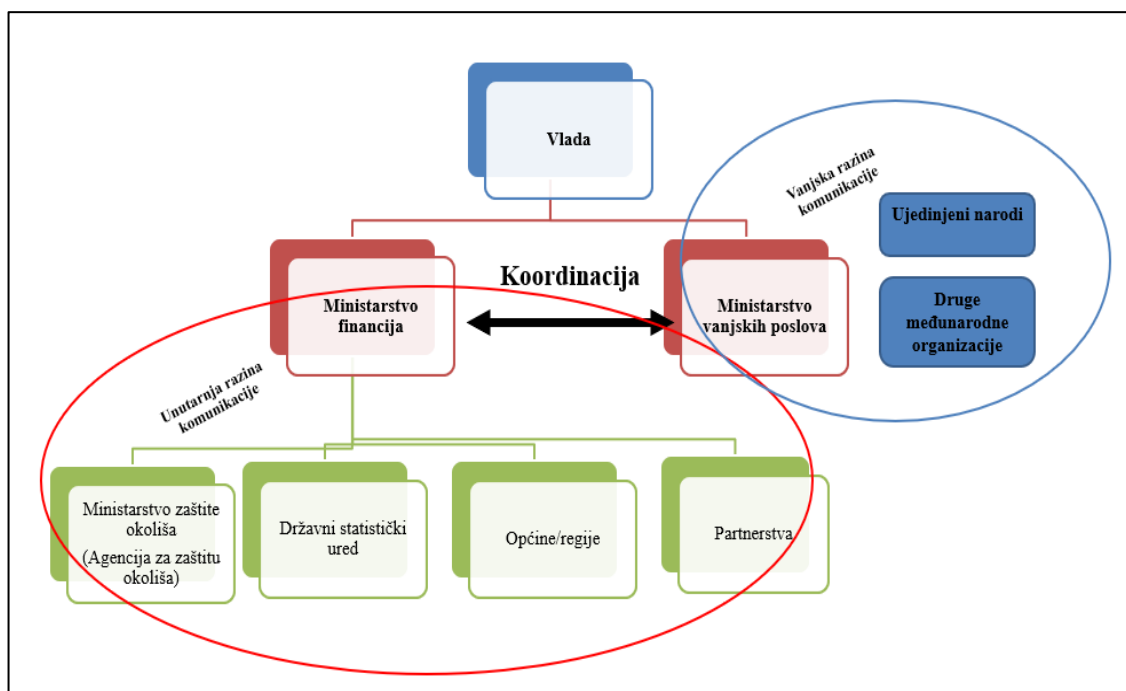 Vlada
Vanjska razina
komunikacije
Ujedinjeni narodi
Ministarstvo
financija
Koordinacija
Ministarstvo
vanjskih poslova
Druge
međunarodne
organizacije
Unutarnja razina
komunikacije
Ministarstvo zaštite
okoliša
(Agencija za zaštitu
okoliša)
Državni statistički
ured
Općine/regije
Partnerstva